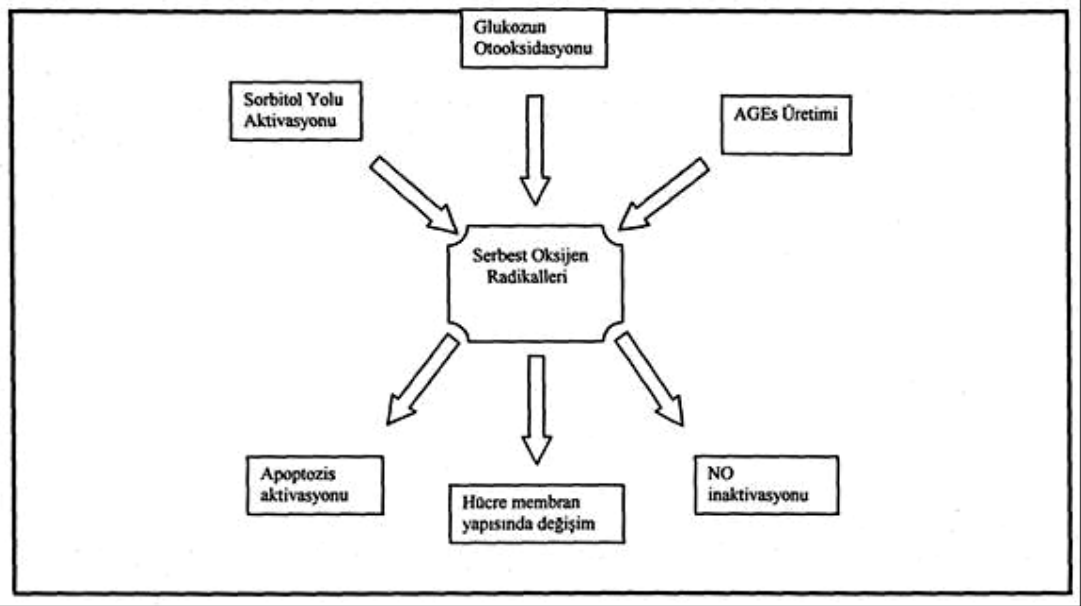 Glukozun
Otooksidasyonu
Sorbitol Yolu
Aktivasyonu
AGEs Üretimi
Serbest Oksijen
Radikalleri
Apoptozis
aktivasyonu
Hücre membran
yapısında değişim
NO
inaktivasyonu